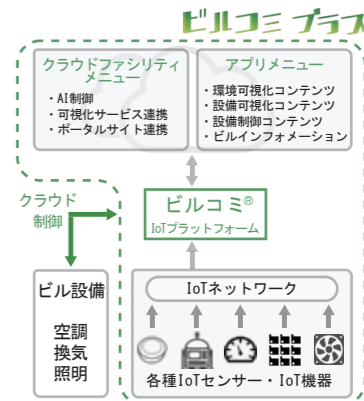 ビルコミ プラス
クラウドファシリティ
メニュー
・AI制御
・可視化サービス連携
・ポータルサイト連携
アプリメニュー
・環境可視化コンテンツ
・設備可視化コンテンツ
・設備制御コンテンツ
・ビルインフォメーション
クラウド
制御
ビルコミ®
IoTプラットフォーム
ビル設備
空調
換気
照明
IoTネットワーク
各種IoTセンサー・IoT機器